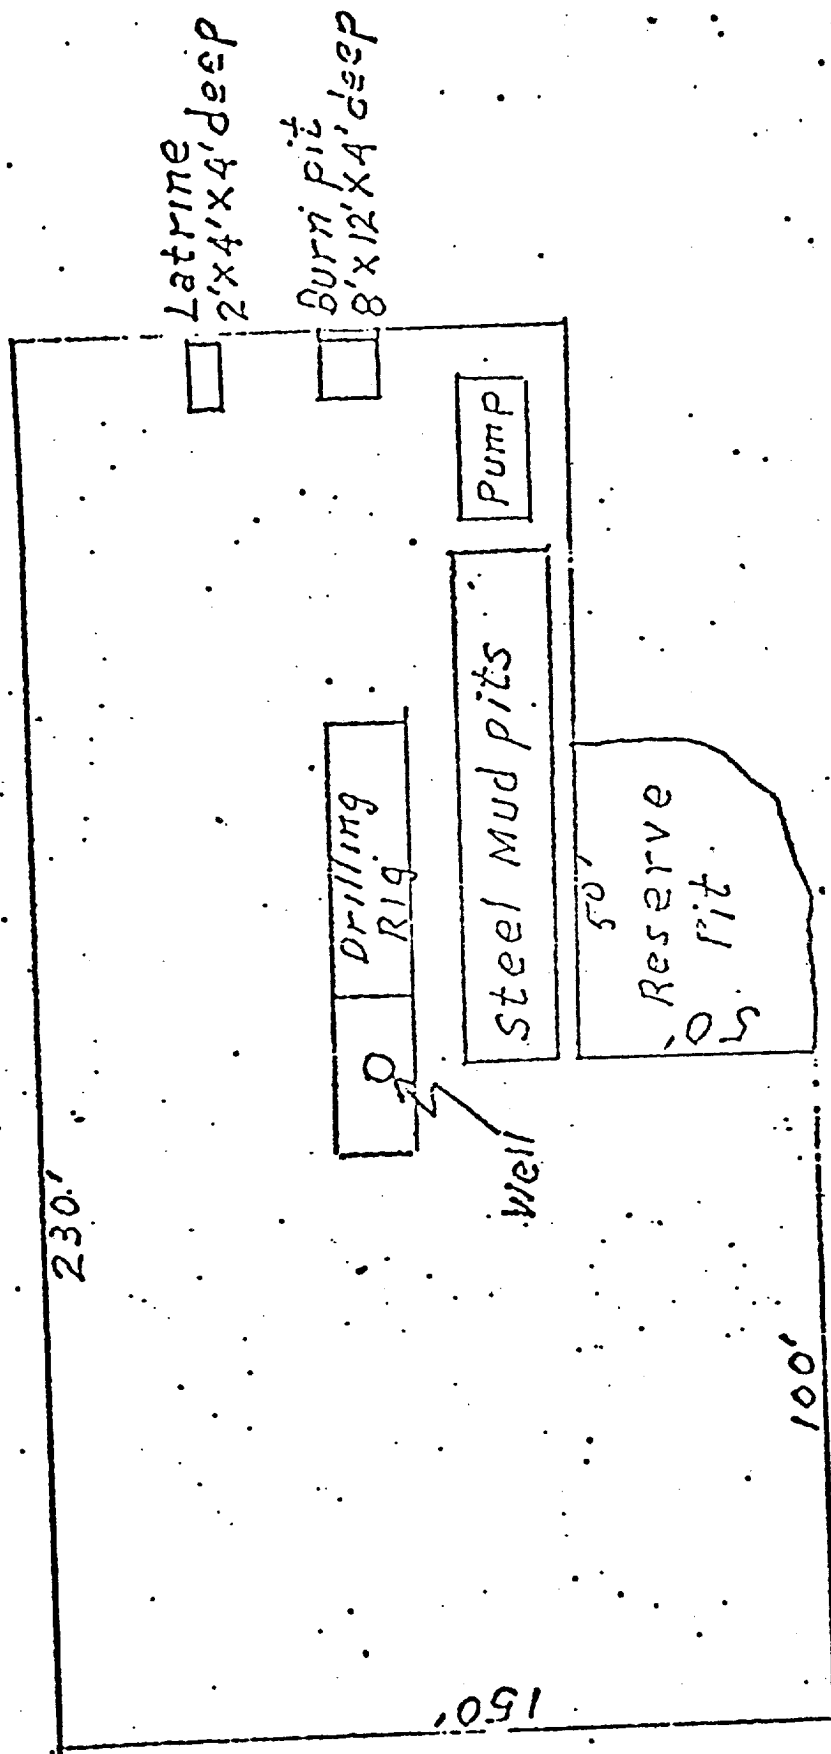 Latrine
2'x4'x4' deep
Burn pit
8'x12'x4' deep
230'
Drilling
Rig
Pump
Well
Steel Mud pits
50'
Reserve
Pit
50'
150'
100'